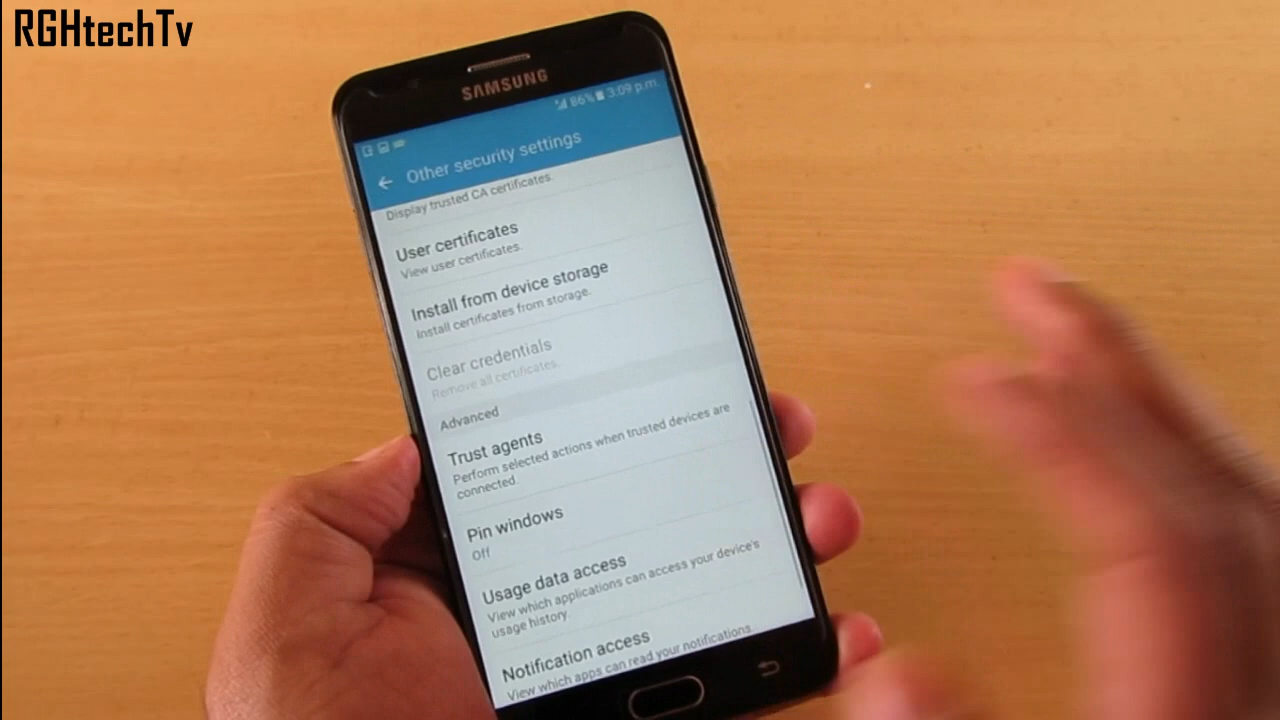 RGHtechTv
SAMSUNG
86% 3:09 p.m.
Other security settings
Display trusted CA certificates.
User certificates
View user certificates.
Install from device storage
Install certificates from storage.
Clear credentials
Remove all certificates.
Advanced
Trust agents
Perform selected actions when trusted devices are
connected.
Pin windows
Off
Usage data access
View which applications can access your device's
usage history.
Notification access
View which apps can read your notifications.